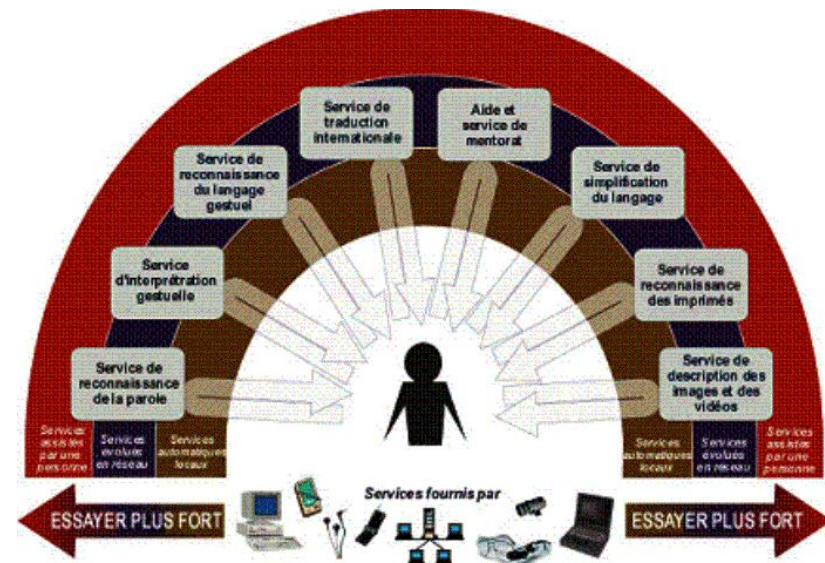 Service de
traduction
internationale
Aide et
service de
mentorat
Service de
reconnaissance
du langage
gestuel
Service de
simplification
du langage
Service
d'interprétration
gestuelle
Service de
reconnaissance
des imprimés
Service de
reconnaissance
de la parole
Service de
description des
images et des
vidéos
Services
assistés
par une
personne
Services
évolués
en réseau
Services
automatiques
locaux
Services
automatiques
locaux
Services
évolués
en réseau
Services
assistés
par une
personne
ESSAYER PLUS FORT
Services fournis par
ESSAYER PLUS FORT